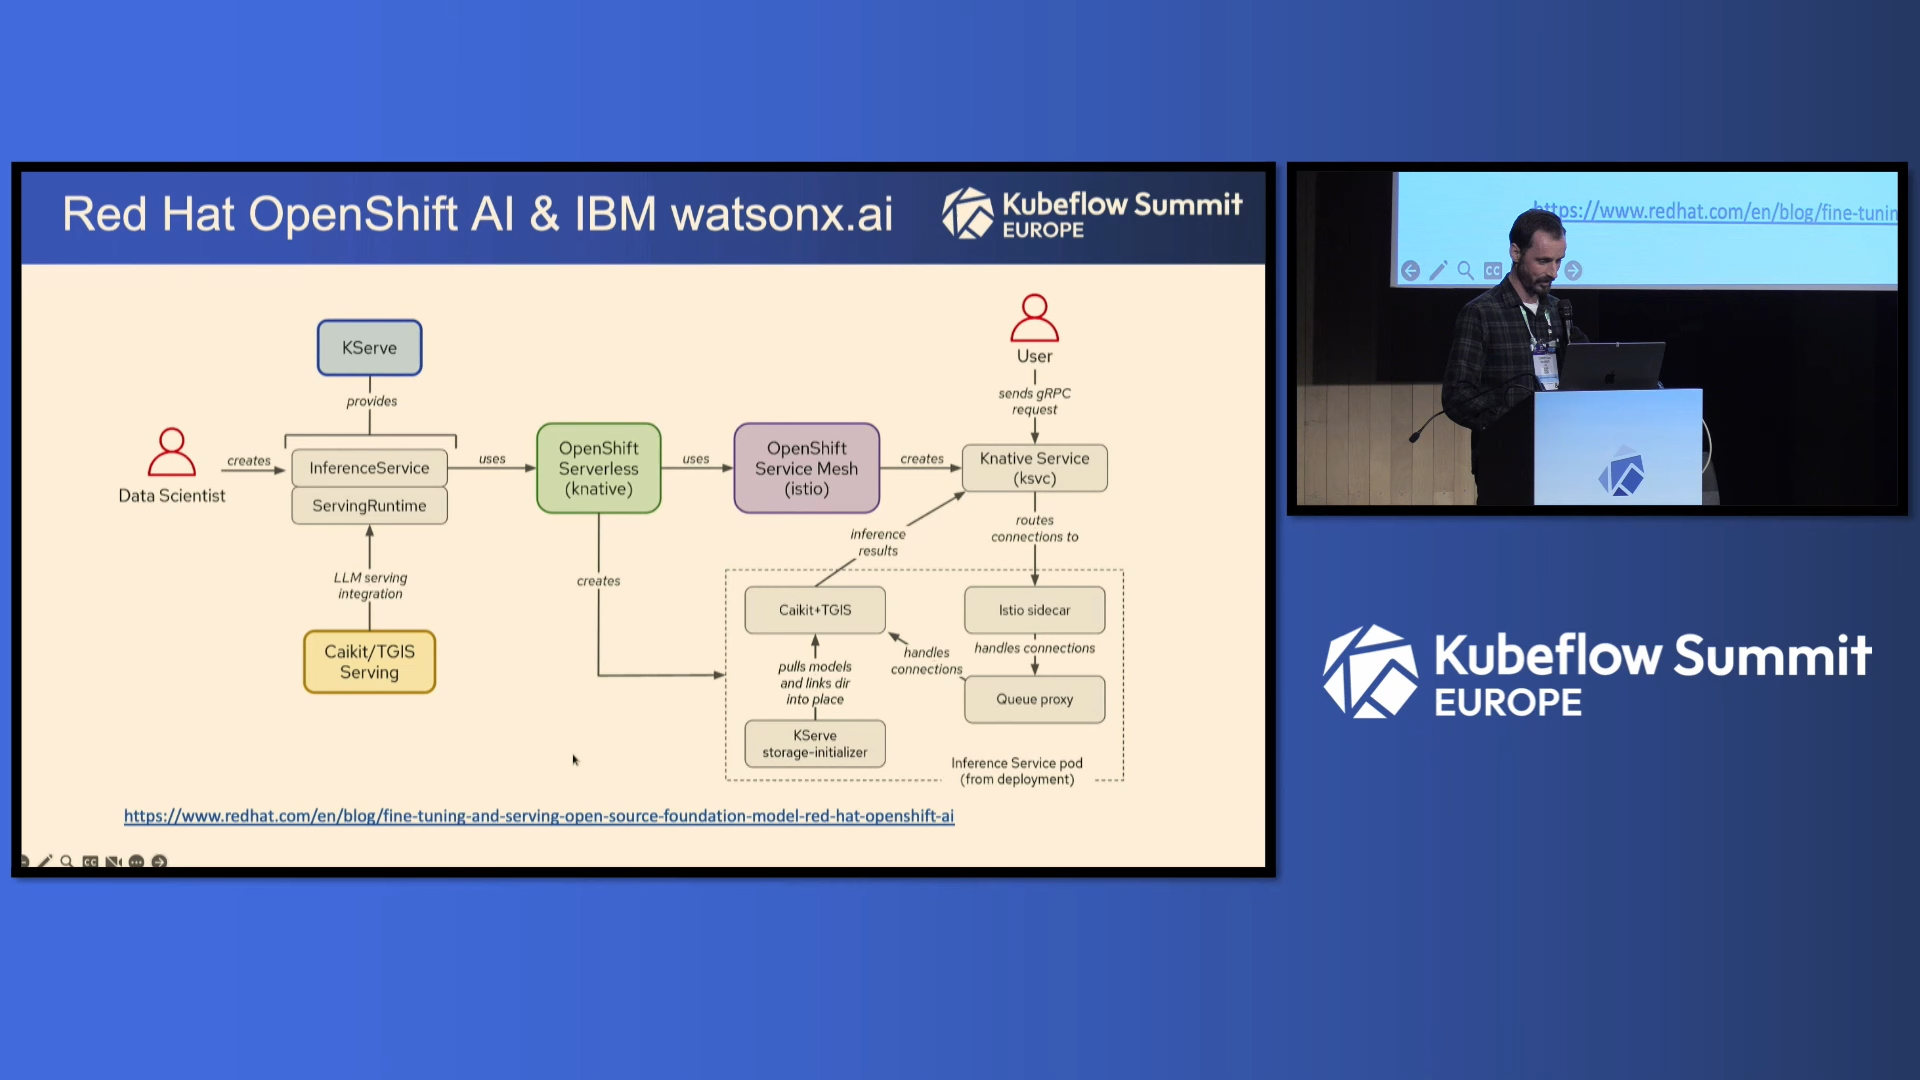 Red Hat OpenShift AI & IBM watsonx.ai
Kubeflow Summit
EUROPE
KServe
provides
Data Scientist
creates
InferenceService
ServingRuntime
LLM serving
integration
Caikit/TGIS
Serving
uses
OpenShift
Serverless
(knative)
creates
uses
OpenShift
Service Mesh
(istio)
creates
User
sends gRPC
request
Knative Service
(ksvc)
routes
connections to
inference
results
Caikit+TGIS
Istio sidecar
handles connections
handles
connections
Queue proxy
pulls models
and links dir
into place
KServe
storage-initializer
Inference Service pod
(from deployment)
https://www.redhat.com/en/blog/fine-tuning-and-serving-open-source-foundation-model-red-hat-openshift-ai
CC
https://www.redhat.com/en/blog/fine-tunin
CC
Kubeflow Summit
EUROPE